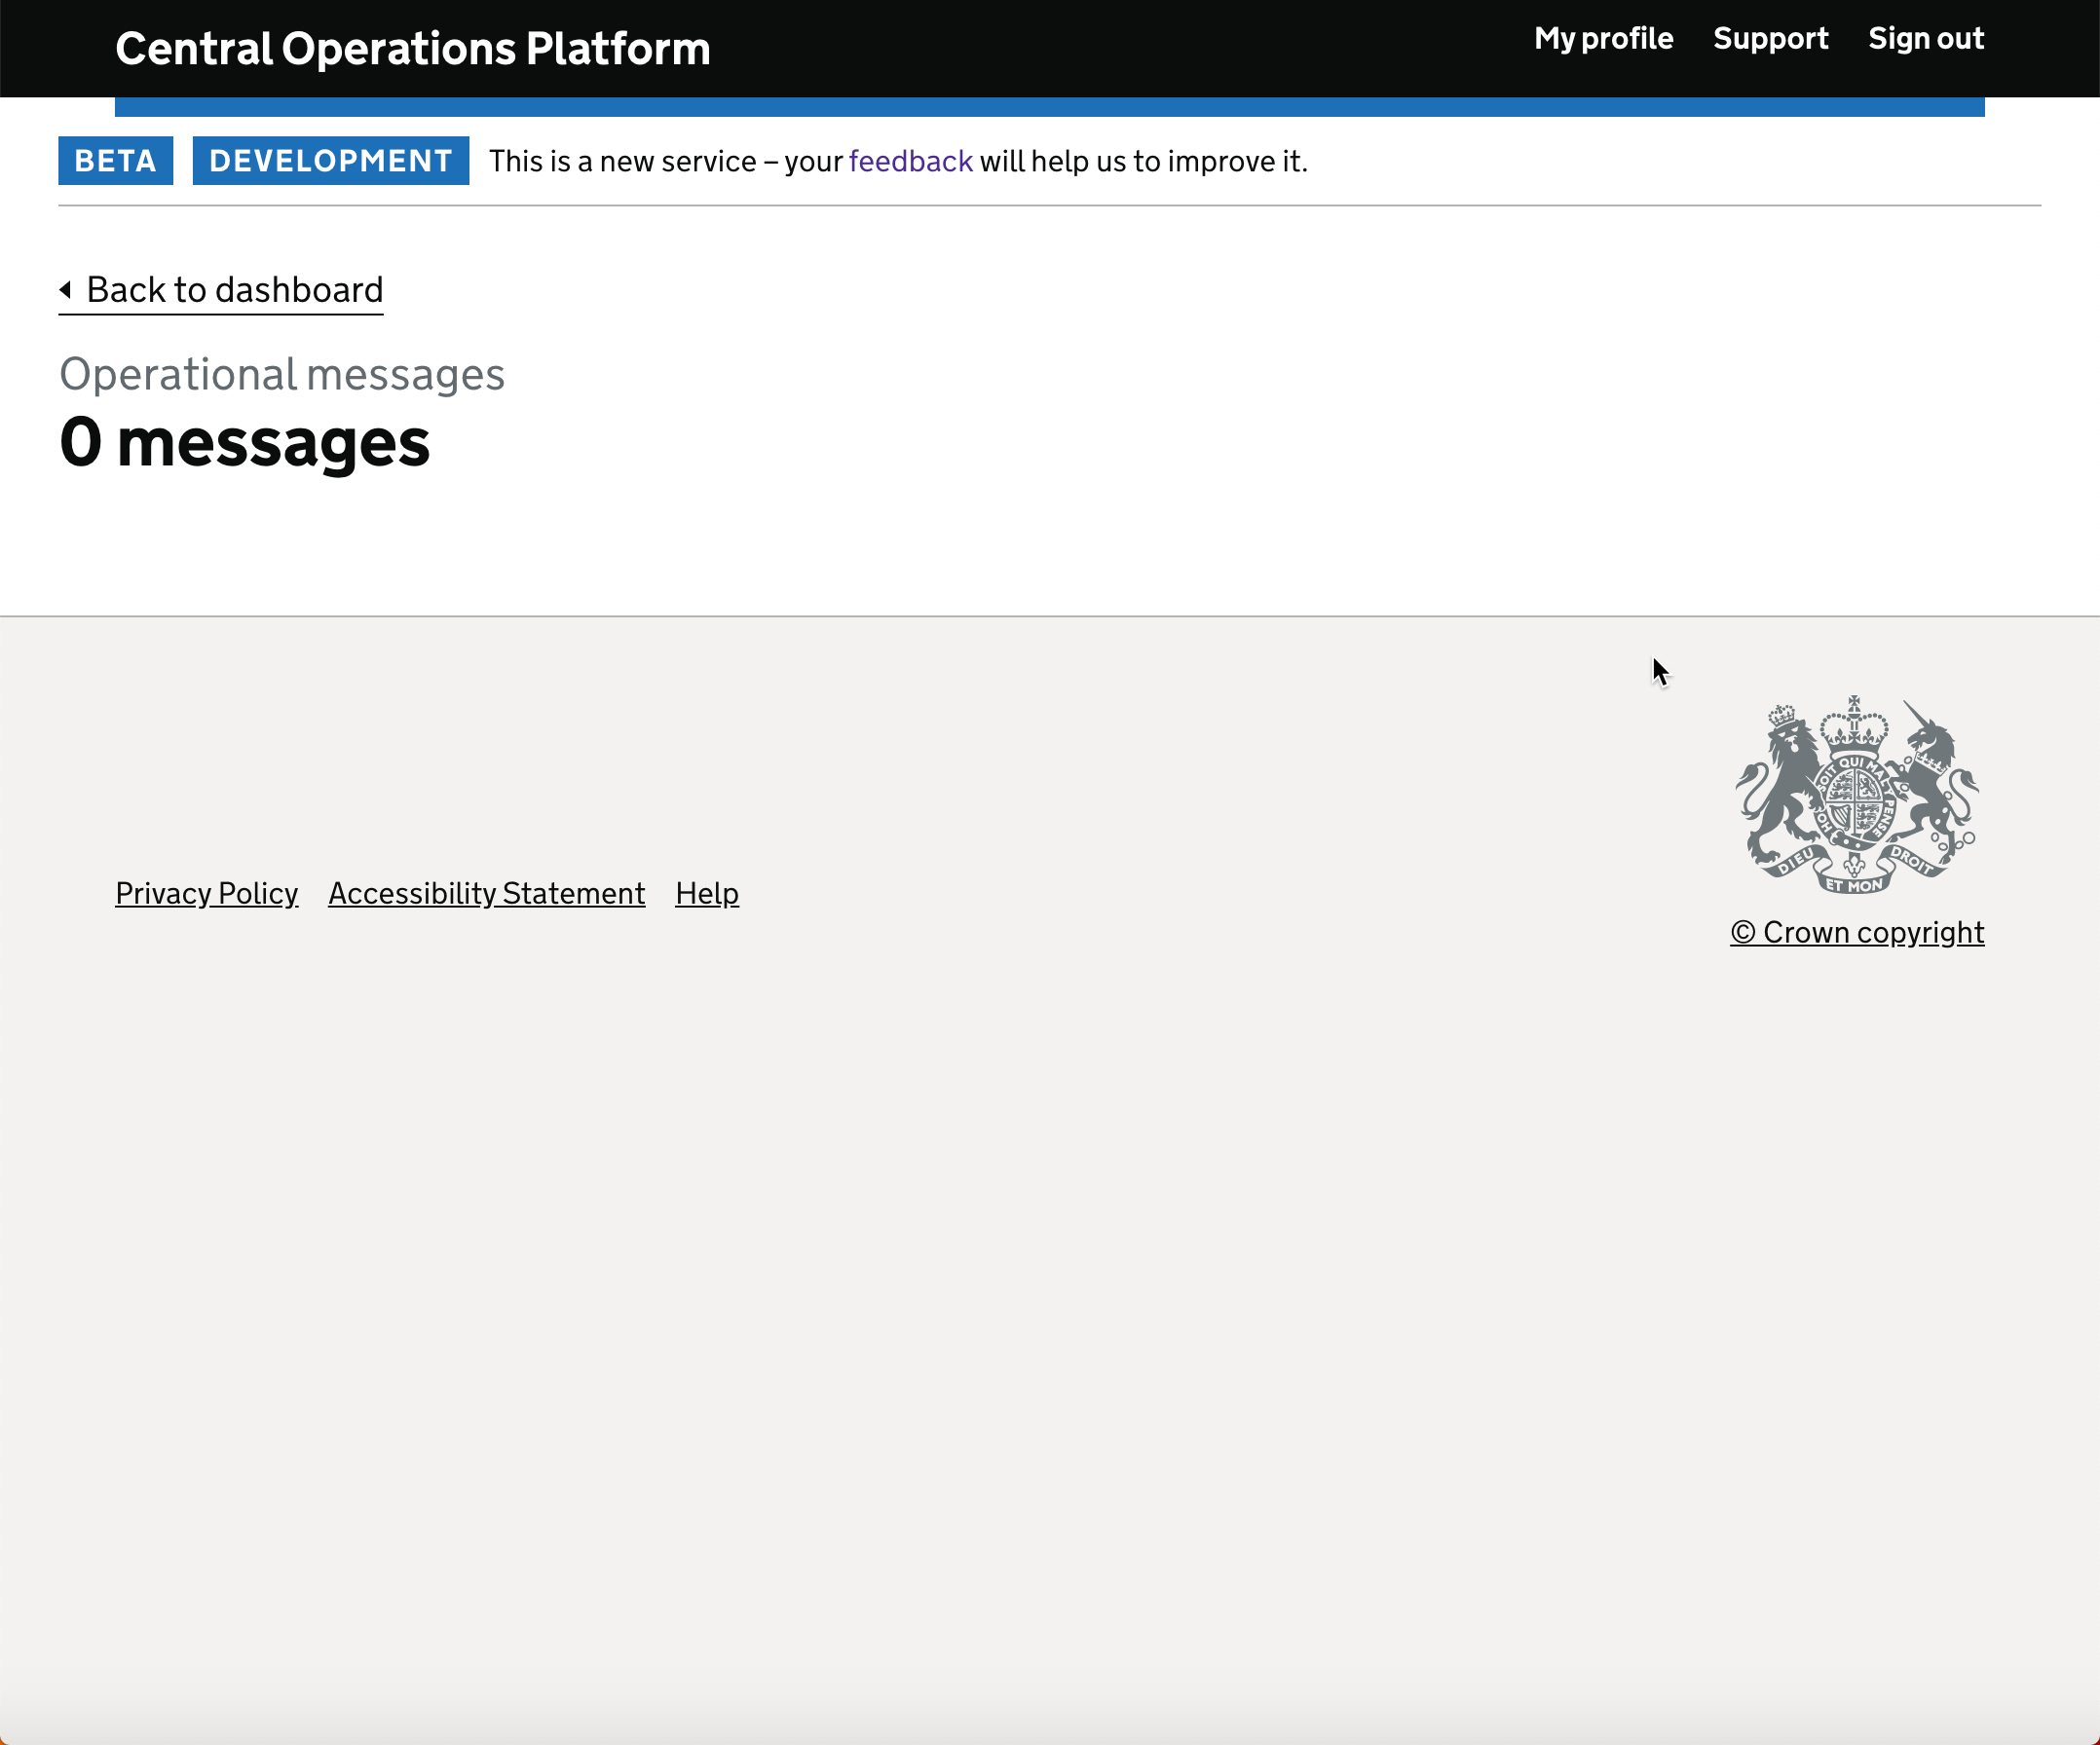 Central Operations Platform
My profile Support Sign out
BETA DEVELOPMENT This is a new service – your feedback will help us to improve it.
Back to dashboard
Operational messages
0 messages
SOIT QUI MAL
PENSE
HO
DIEU
ET MON
DROIT
Privacy Policy Accessibility Statement Help
© Crown copyright